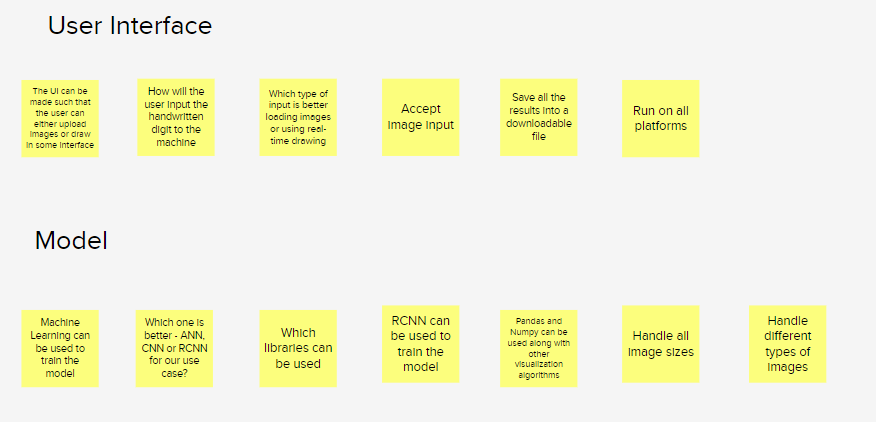 User Interface
The UI can be
made such that
the user can
either upload
images or draw
in some interface
How will the
user input the
handwritten
digit to the
machine
Which type of
input is better
loading images
or using real-
time drawing
Accept
image input
Save all the
results into a
downloadable
file
Run on all
platforms
Model
Machine
Learning can
be used to
train the
model
Which one is
better - ANN,
CNN or RCNN
for our use
case?
Which
libraries can
be used
RCNN can
be used to
train the
model
Pandas and
Numpy can be
used along with
other
visualization
algorithms
Handle all
image sizes
Handle
different
types of
images